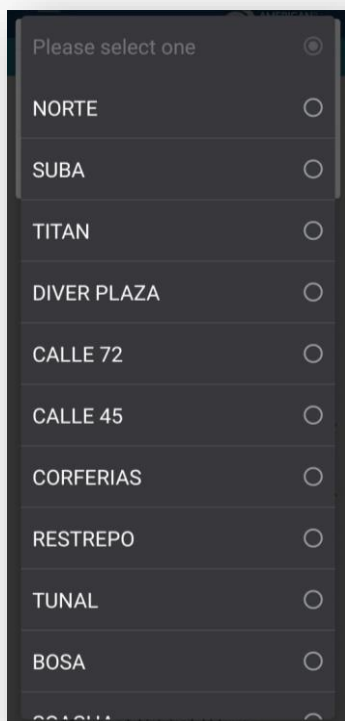 Please select one
NORTE
SUBA
TITAN
DIVER PLAZA
CALLE 72
CALLE 45
CORFERIAS
RESTREPO
TUNAL
BOSA